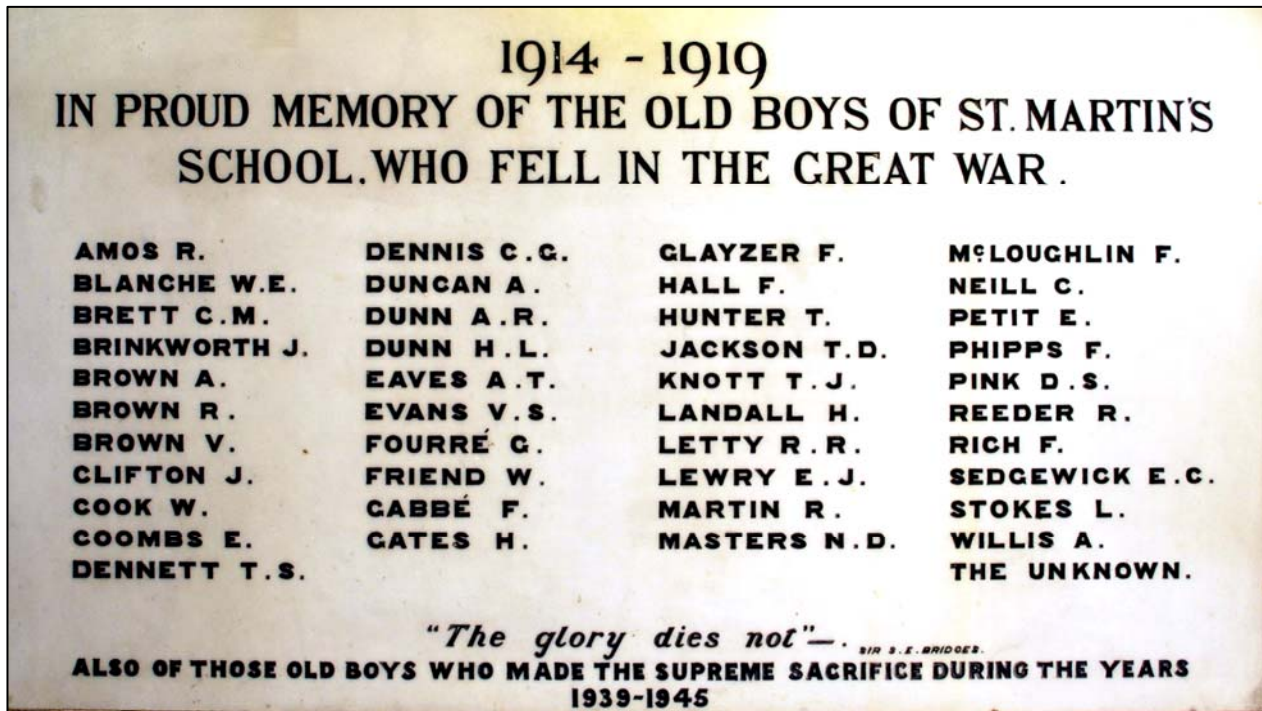 1914 - 1919
IN PROUD MEMORY OF THE OLD BOYS OF ST. MARTIN'S
SCHOOL. WHO FELL IN THE GREAT WAR.
AMOS R.
BLANCHE W.E.
BRETT C.M.
BRINKWORTH J.
BROWN A.
BROWN R.
BROWN V.
CLIFTON J.
COOK W.
COOMBS E.
DENNETT T.S.
DENNIS C.G.
DUNCAN A.
DUNN A.R.
DUNN H.L.
EAVES A.T.
EVANS V.S.
FOURRÉ G.
FRIEND W.
GABBÉ F.
GATES H.
GLAYZER F.
HALL F.
HUNTER T.
JACKSON T.D.
KNOTT T.J.
LANDALL H.
LETTY R.R.
LEWRY E.J.
MARTIN R.
MASTERS N.D.
McLOUGHLIN F.
NEILL C.
PETIT E.
PHIPPS F.
PINK D.S.
REEDER R.
RICH F.
SEDGEWICK E.C.
STOKES L.
WILLIS A.
THE UNKNOWN.
"The glory dies not"—. SIR S.E. BRIDGES.
ALSO OF THOSE OLD BOYS WHO MADE THE SUPREME SACRIFICE DURING THE YEARS
1939-1945